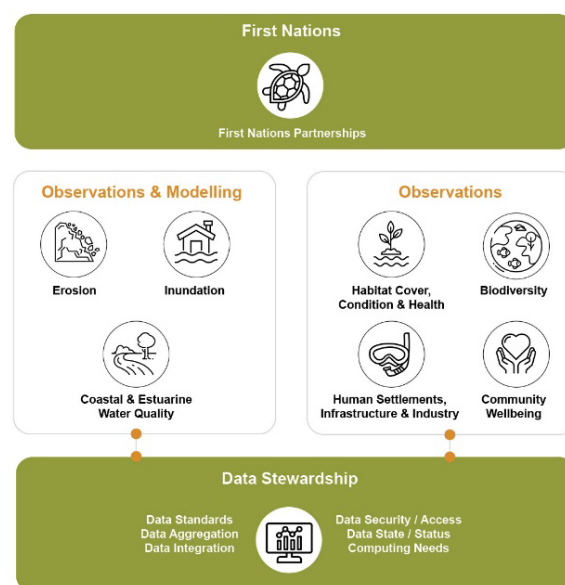 First Nations
First Nations Partnerships
Observations & Modelling
Erosion
Inundation
Coastal & Estuarine
Water Quality
Observations
Habitat Cover,
Condition & Health
Biodiversity
Human Settlements,
Infrastructure & Industry
Community
Wellbeing
Data Stewardship
Data Standards
Data Aggregation
Data Integration
Data Security / Access
Data State / Status
Computing Needs